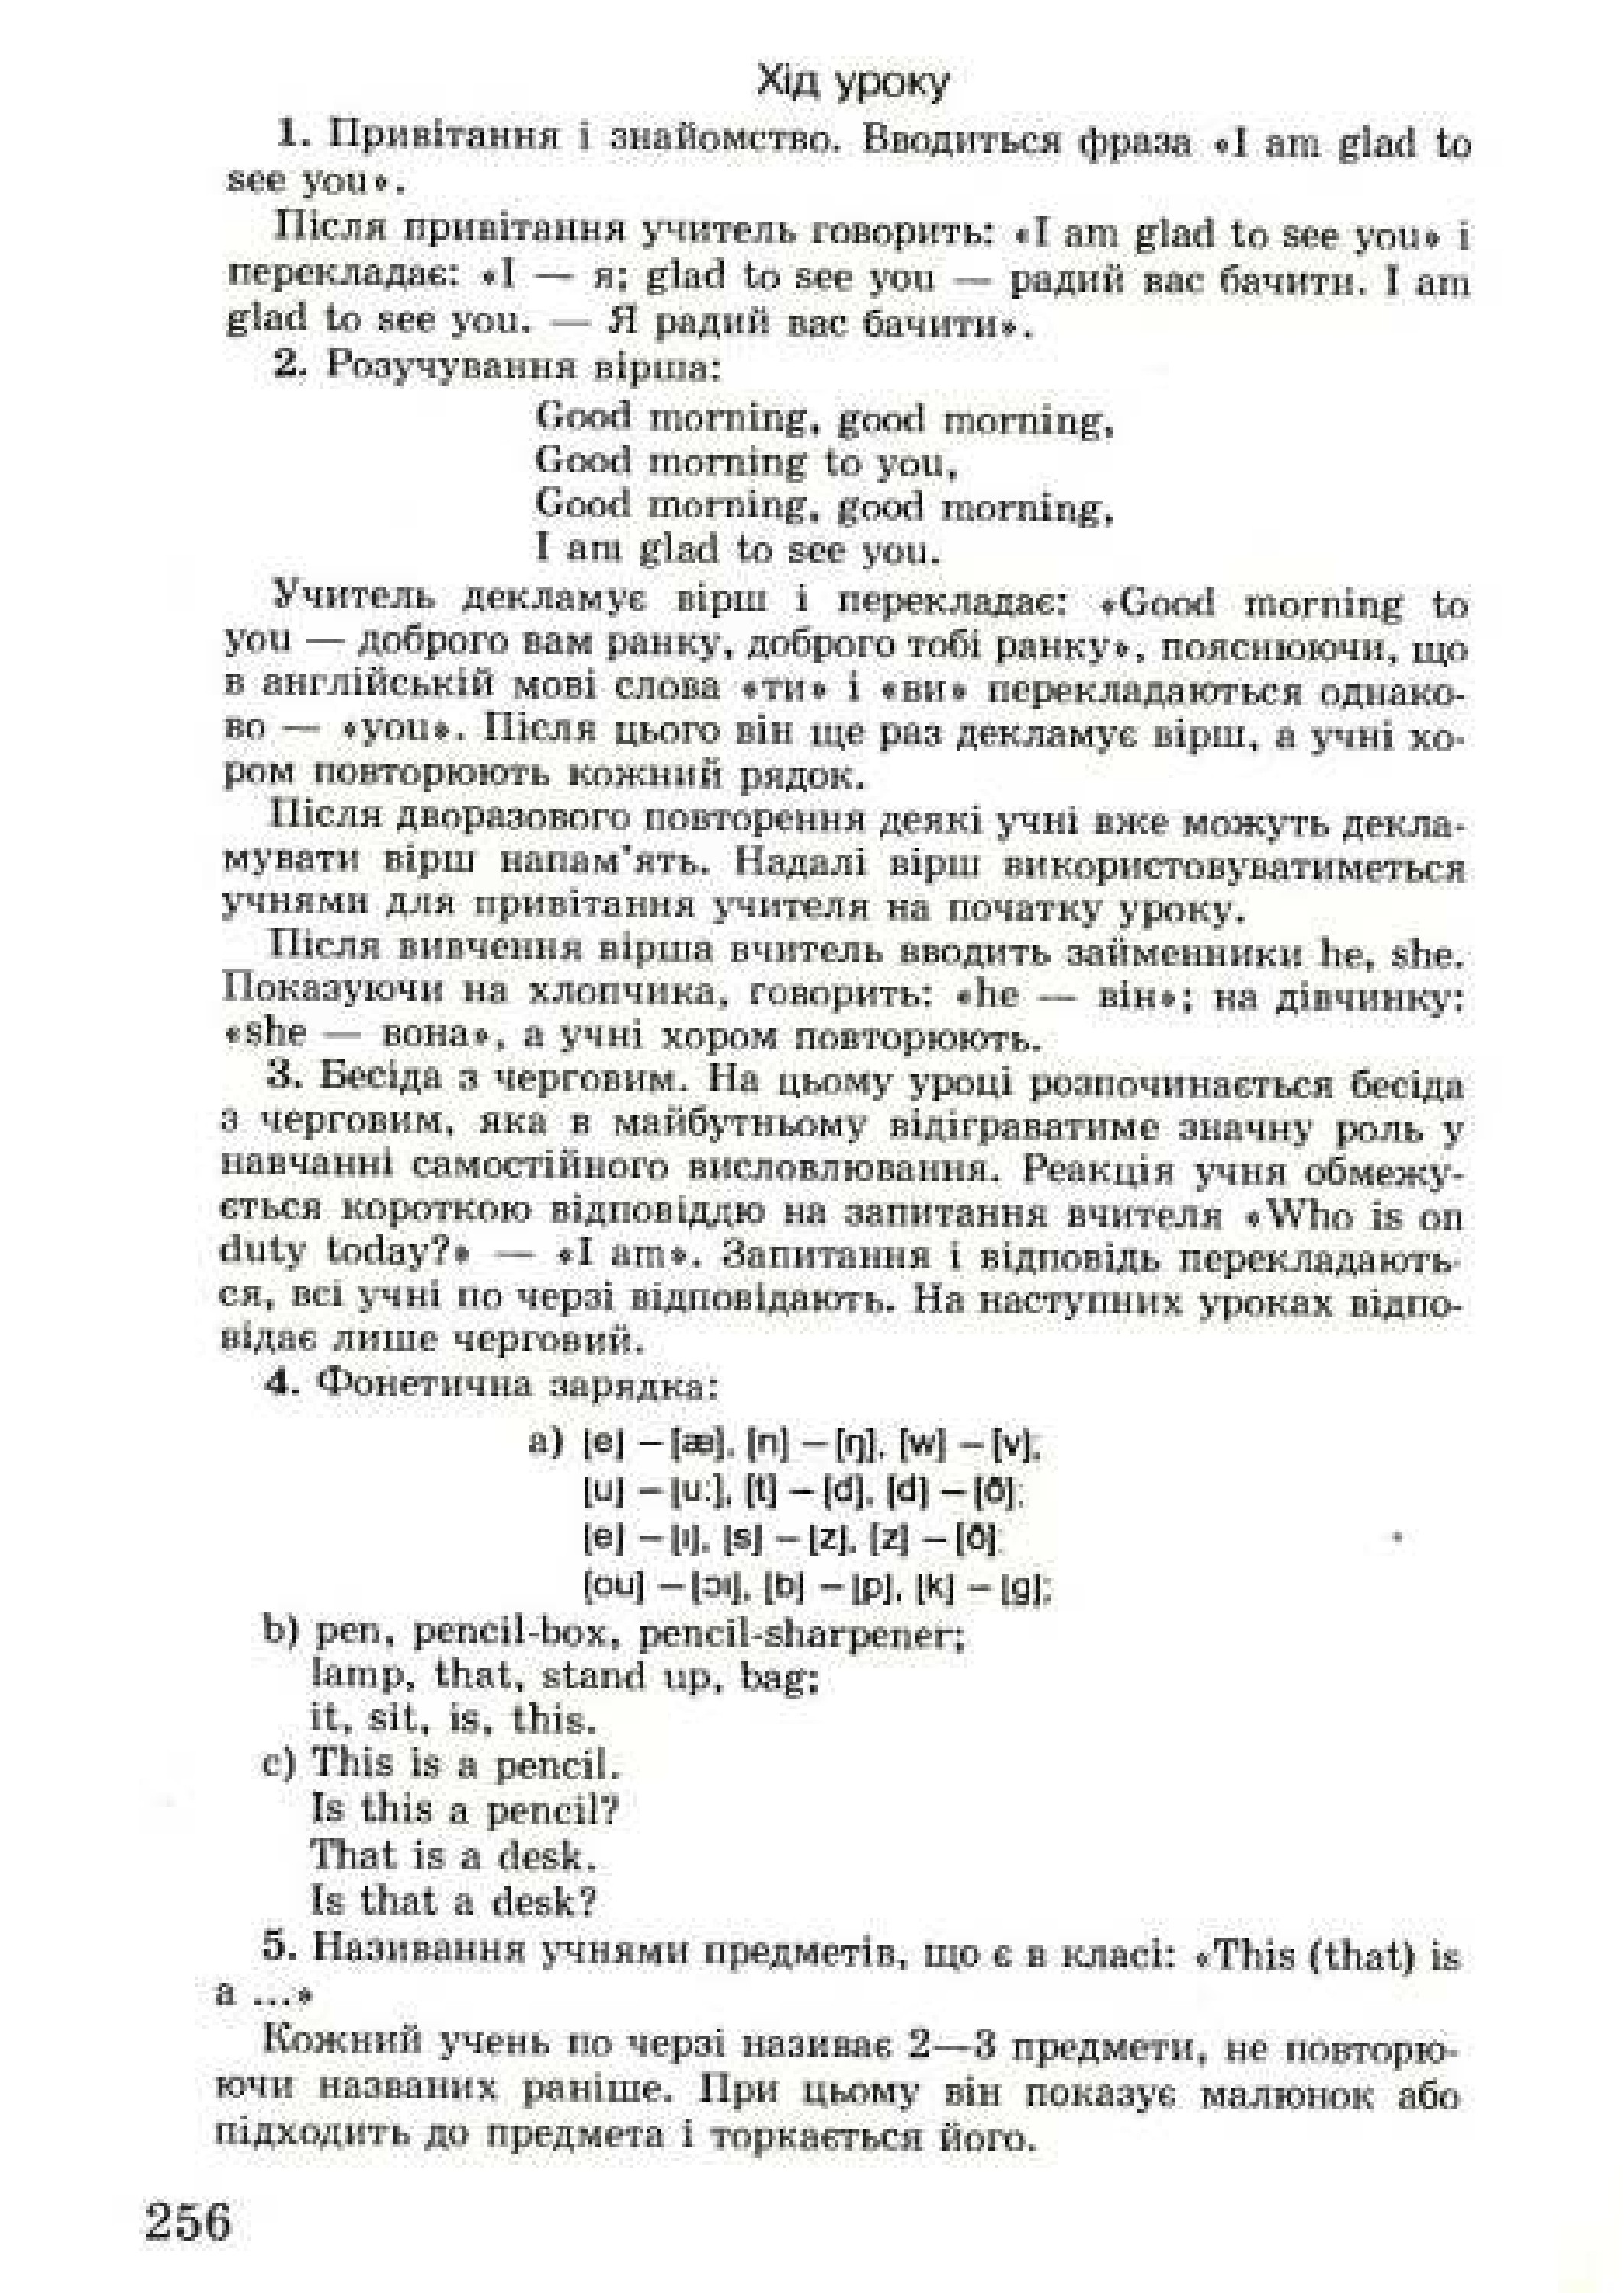 Хід уроку
1. Привітання і знайомство. Вводиться фраза «I am glad to
see you».
Після привітання учитель говорить: «I am glad to see you» і
перекладає: «I — я; glad to see you — радий вас бачити. I am
glad to see you. — Я радий вас бачити».
2. Розучування вірша:
Good morning, good morning,
Good morning to you,
Good morning, good morning,
I am glad to see you.
Учитель декламує вірш і перекладає: «Good morning to
you — доброго вам ранку, доброго тобі ранку», пояснюючи, що
в англійській мові слова «ти» і «ви» перекладаються однако-
во — «you». Після цього він ще раз декламує вірш, а учні хо-
ром повторюють кожний рядок.
Після дворазового повторення деякі учні вже можуть декла-
мувати вірш напам'ять. Надалі вірш використовуватиметься
учнями для привітання учителя на початку уроку.
Після вивчення вірша вчитель вводить займенники he, she.
Показуючи на хлопчика, говорить: «he — він»; на дівчинку:
«she — вона», а учні хором повторюють.
3. Бесіда з черговим. На цьому уроці розпочинається бесіда
з черговим, яка в майбутньому відіграватиме значну роль у
навчанні самостійного висловлювання. Реакція учня обмежу-
ється короткою відповіддю на запитання вчителя «Who is on
duty today?» — «I am». Запитання і відповідь перекладають-
ся, всі учні по черзі відповідають. На наступних уроках відпо-
відає лише черговий.
4. Фонетична зарядка:
a) [e] – [æ], [n] – [ŋ], [w] – [v];
[u] – [u:], [t] – [d], [d] – [ð];
[e] – [ı], [s] – [z], [z] – [ð];
[ou] – [ɔı], [b] – [p], [k] – [g];
b) pen, pencil-box, pencil-sharpener;
lamp, that, stand up, bag;
it, sit, is, this.
c) This is a pencil.
Is this a pencil?
That is a desk.
Is that a desk?
5. Називання учнями предметів, що є в класі: «This (that) is
a ...»
Кожний учень по черзі називає 2—3 предмети, не повторю-
ючи названих раніше. При цьому він показує малюнок або
підходить до предмета і торкається його.
256